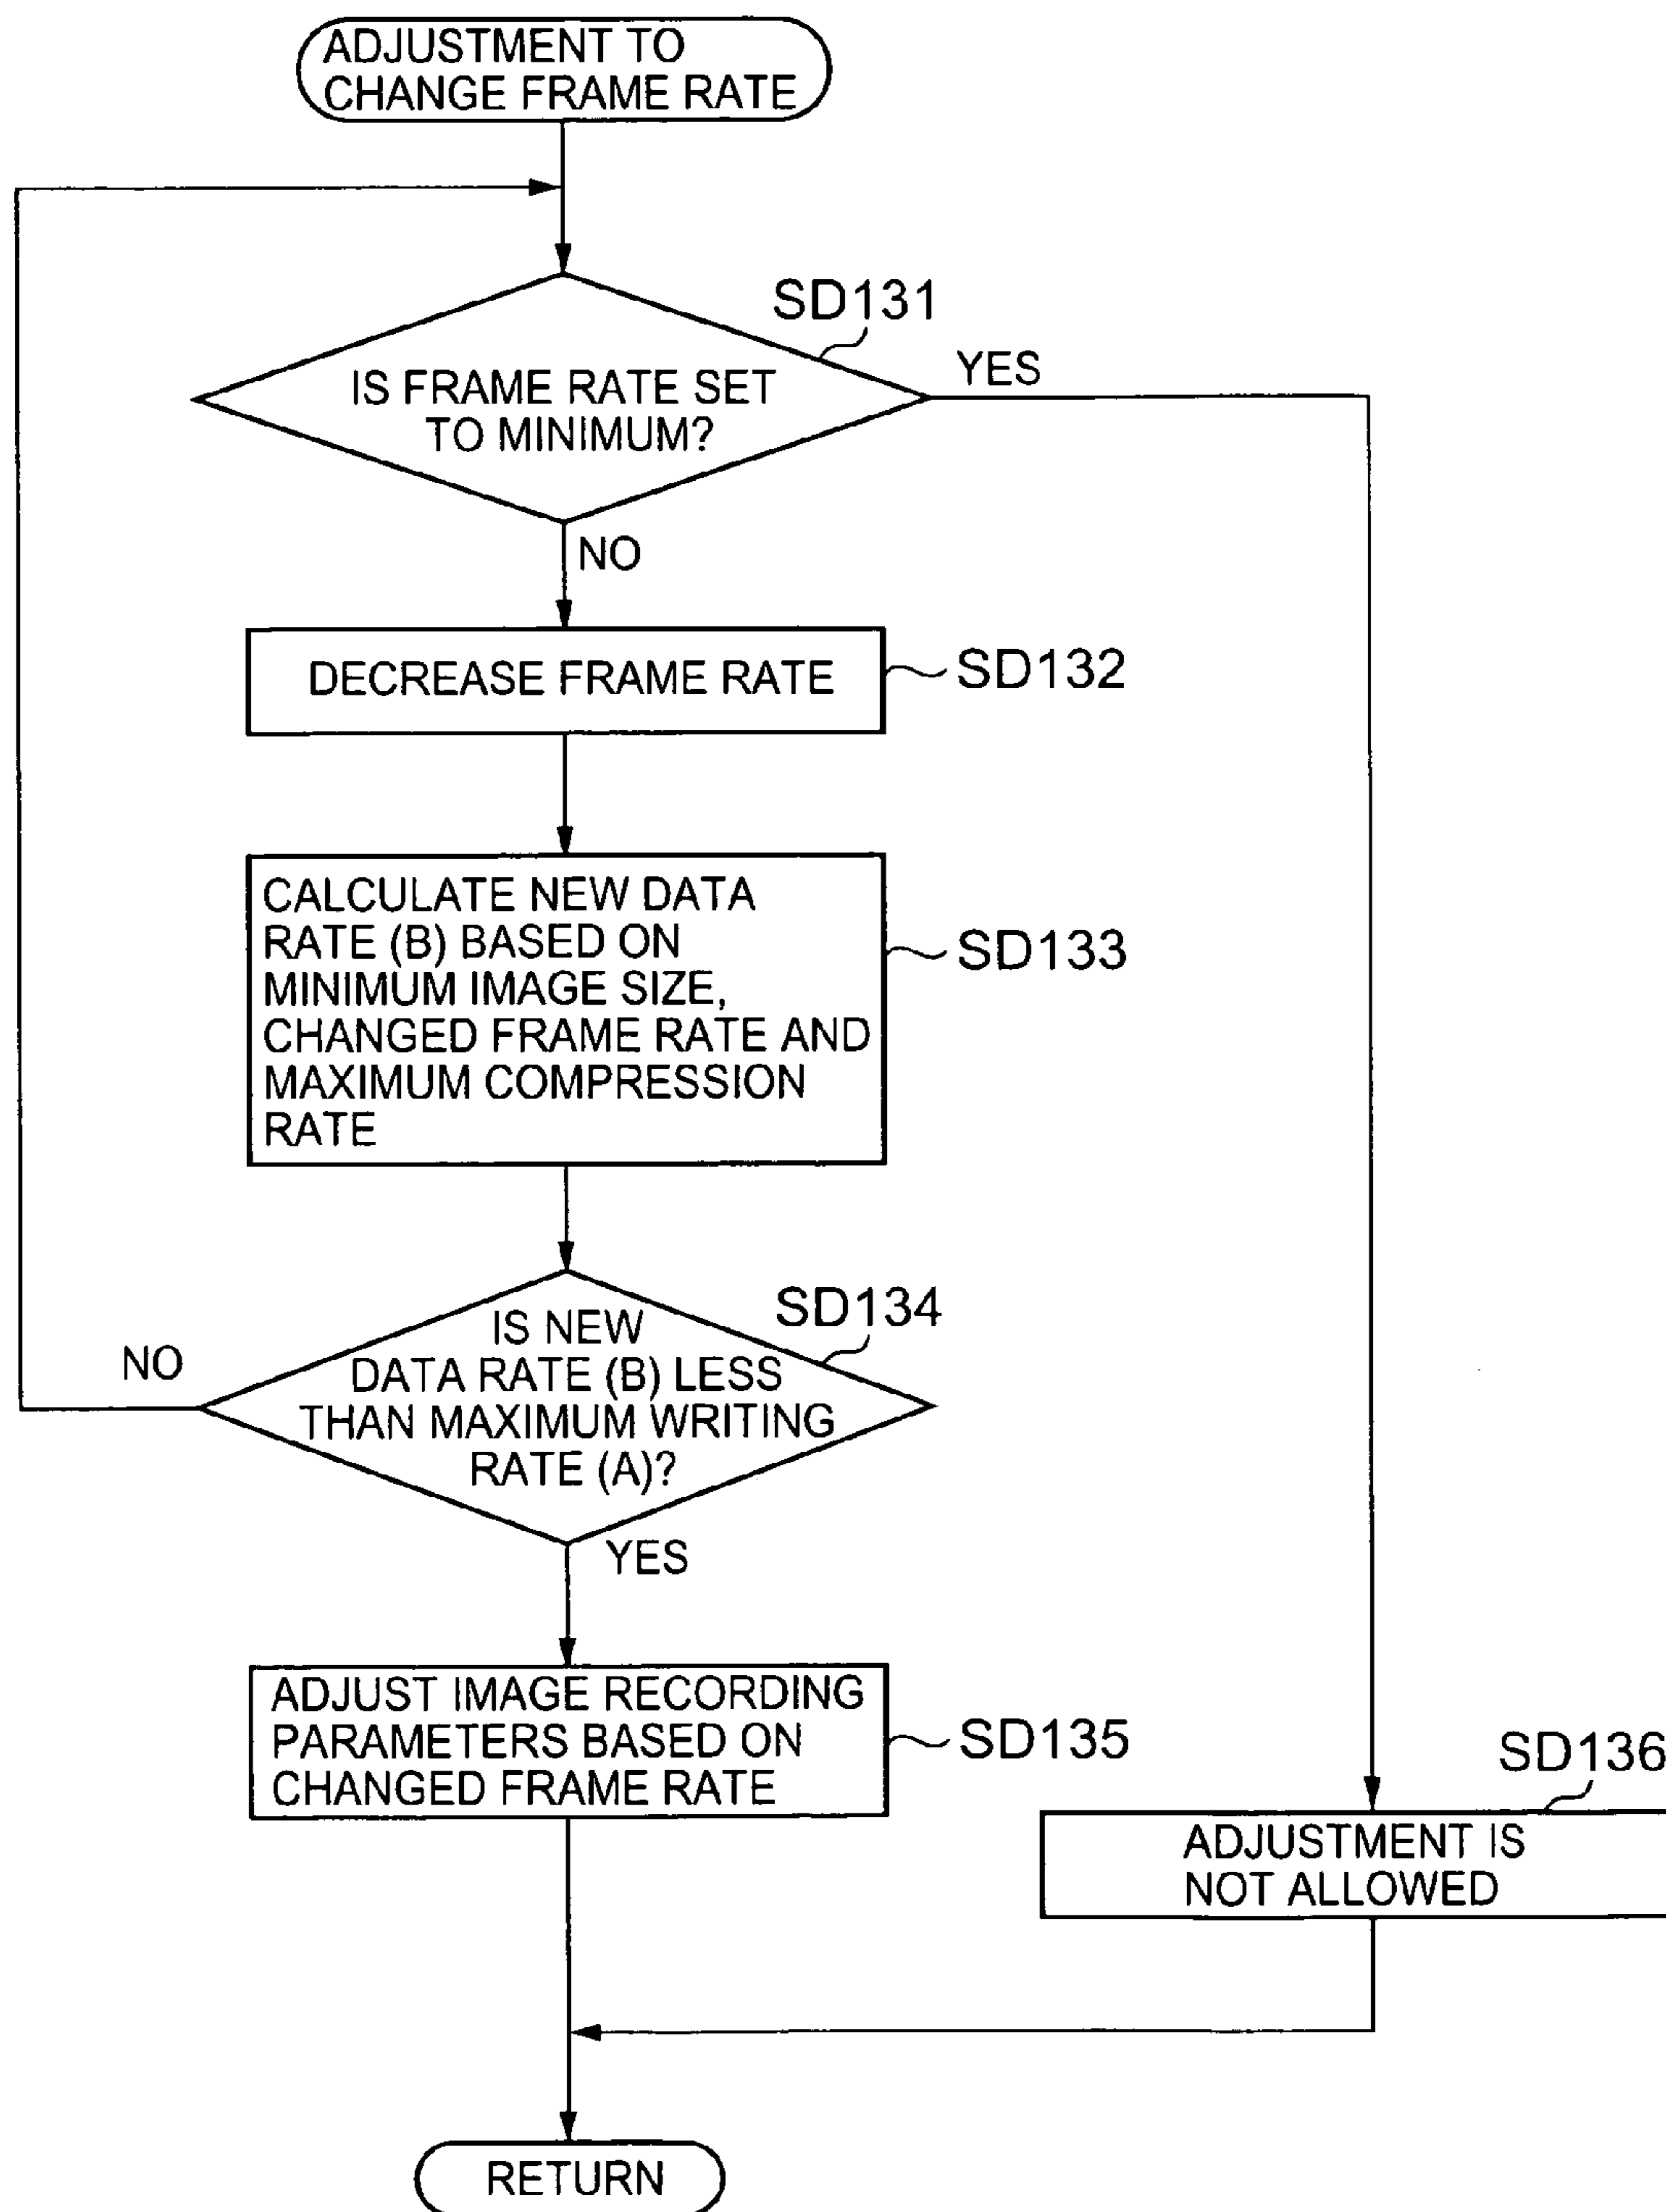 ADJUSTMENT TO
CHANGE FRAME RATE
SD131
IS FRAME RATE SET
TO MINIMUM?
YES
NO
DECREASE FRAME RATE
SD132
CALCULATE NEW DATA
RATE (B) BASED ON
MINIMUM IMAGE SIZE,
CHANGED FRAME RATE AND
MAXIMUM COMPRESSION
RATE
SD133
SD134
IS NEW
DATA RATE (B) LESS
THAN MAXIMUM WRITING
RATE (A)?
NO
YES
ADJUST IMAGE RECORDING
PARAMETERS BASED ON
CHANGED FRAME RATE
SD135
SD136
ADJUSTMENT IS
NOT ALLOWED
RETURN